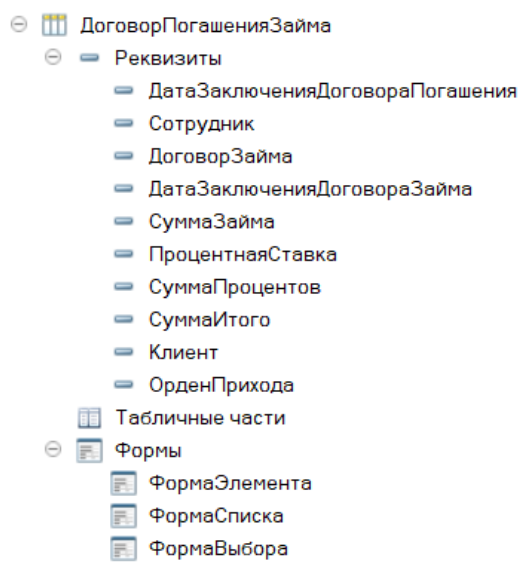 ДоговорПогашенияЗайма
Реквизиты
ДатаЗаключенияДоговораПогашения
Сотрудник
ДоговорЗайма
ДатаЗаключенияДоговораЗайма
СуммаЗайма
ПроцентнаяСтавка
СуммаПроцентов
СуммаИтого
Клиент
ОрденПрихода
Табличные части
Формы
ФормаЭлемента
ФормаСписка
ФормаВыбора